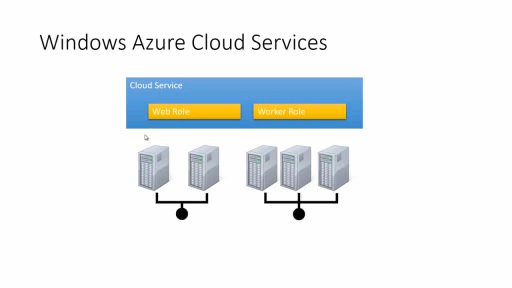 Windows Azure Cloud Services
Cloud Service
Web Role
Worker Role